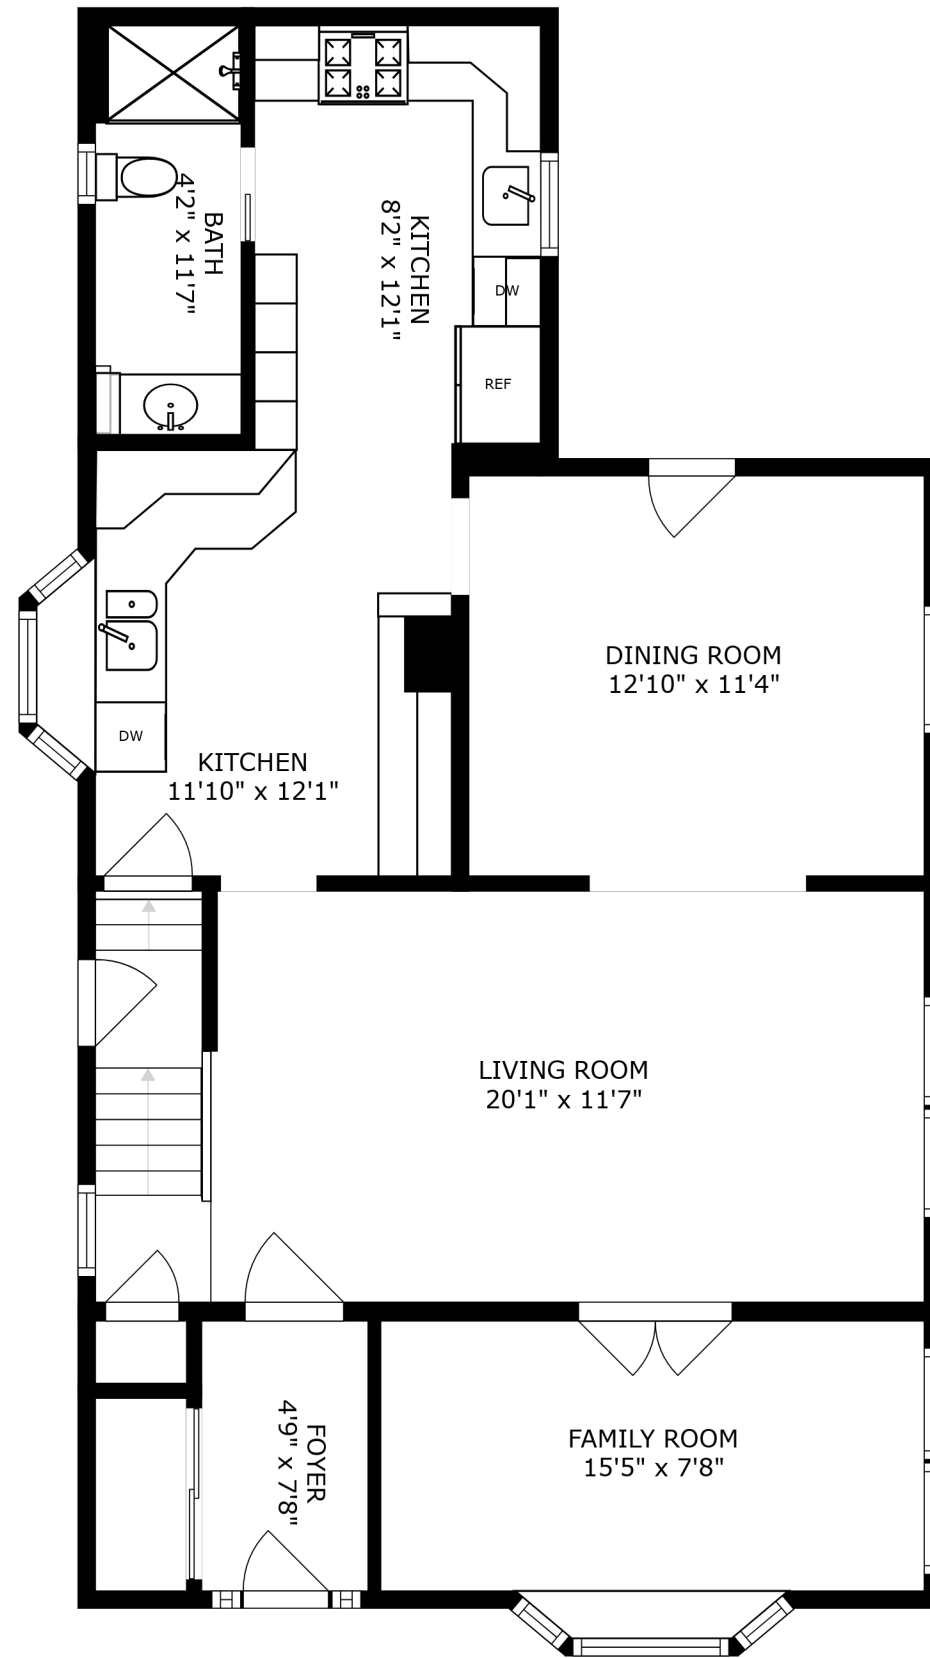 BATH
4'2" x 11'7"
KITCHEN
8'2" x 12'1"
DW
REF
DINING ROOM
12'10" x 11'4"
DW
KITCHEN
11'10" x 12'1"
LIVING ROOM
20'1" x 11'7"
FOYER
4'9" x 7'8"
FAMILY ROOM
15'5" x 7'8"